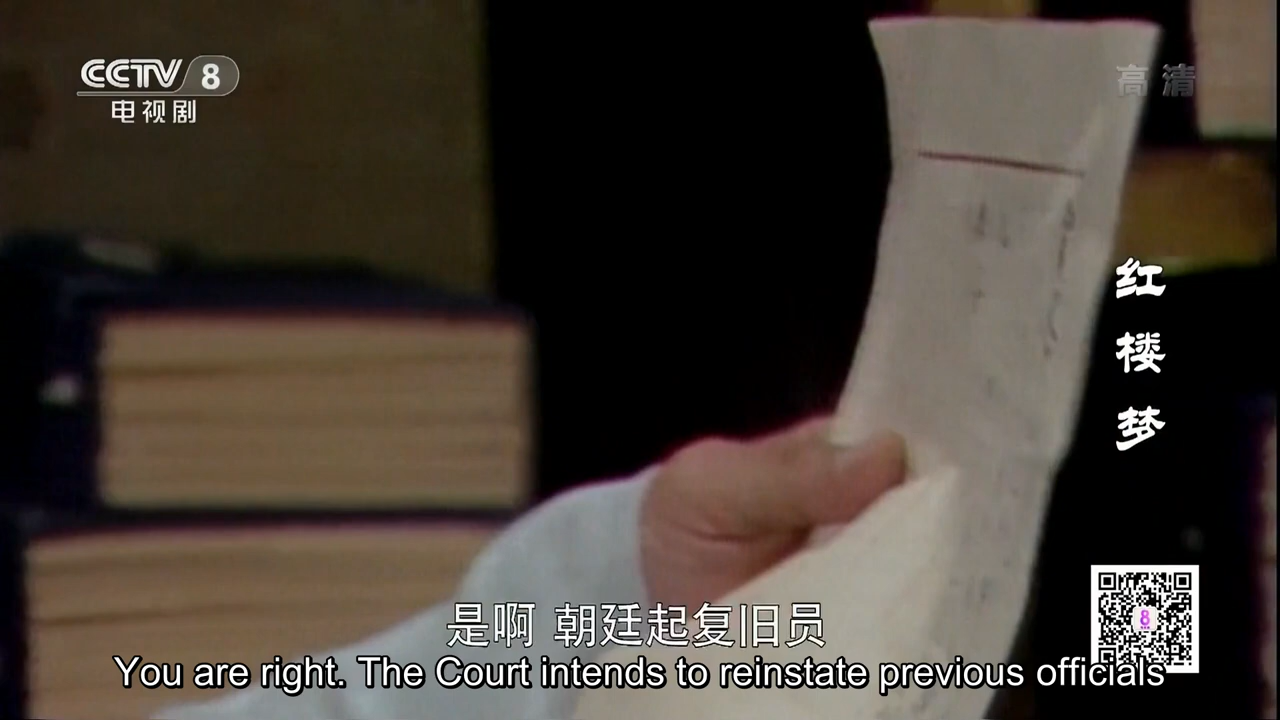 CCTV 8
电视剧
高清
红楼梦
是啊 朝廷起复旧员
You are right. The Court intends to reinstate previous officials